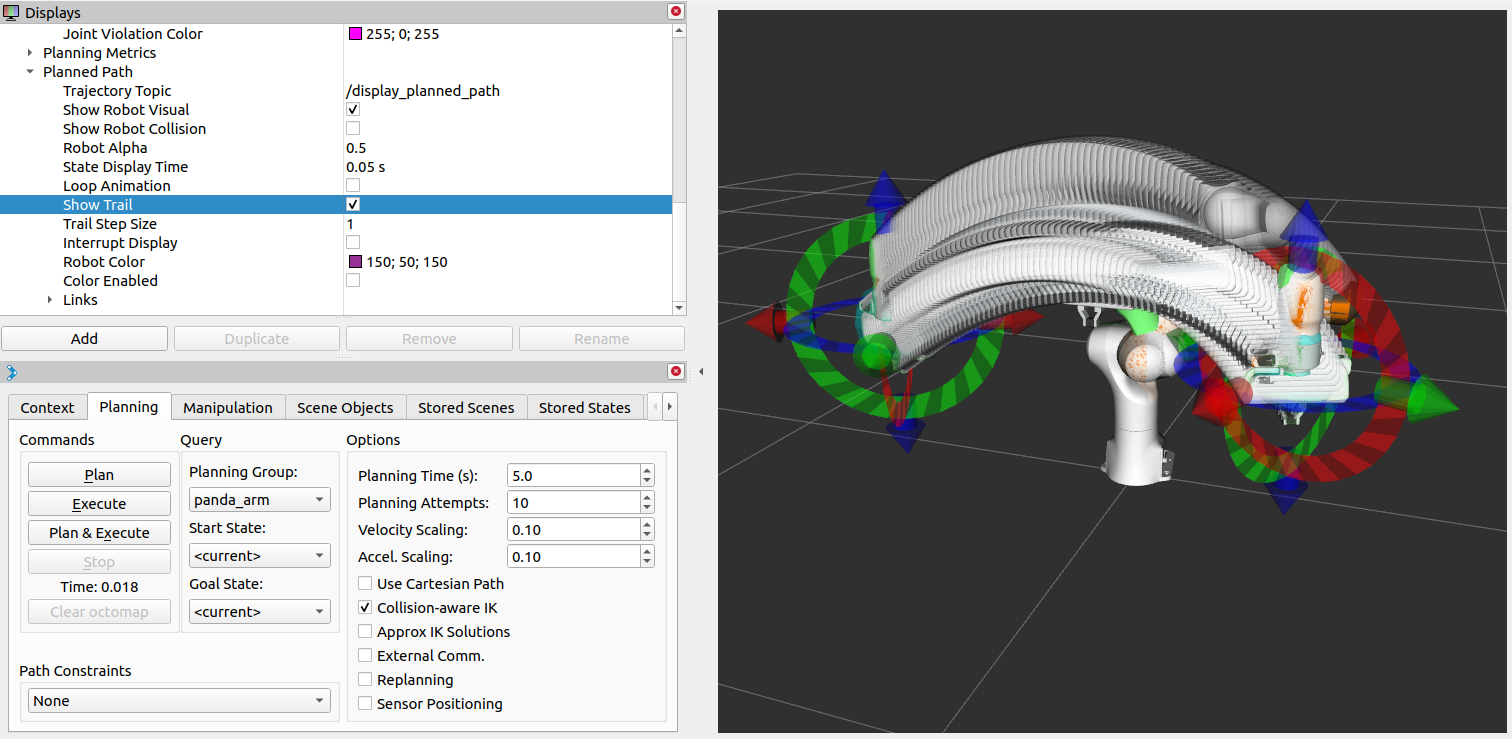 Displays
Joint Violation Color 255; 0; 255
Planning Metrics
Planned Path
Trajectory Topic /display_planned_path
Show Robot Visual
Show Robot Collision
Robot Alpha 0.5
State Display Time 0.05 s
Loop Animation
Show Trail
Trail Step Size 1
Interrupt Display
Robot Color 150; 50; 150
Color Enabled
Links
Add Duplicate Remove Rename
Context Planning Manipulation Scene Objects Stored Scenes Stored States
Commands
Plan
Execute
Plan & Execute
Stop
Time: 0.018
Clear octomap
Query
Planning Group:
panda_arm
Start State:
<current>
Goal State:
<current>
Options
Planning Time (s): 5.0
Planning Attempts: 10
Velocity Scaling: 0.10
Accel. Scaling: 0.10
Use Cartesian Path
Collision-aware IK
Approx IK Solutions
External Comm.
Replanning
Sensor Positioning
Path Constraints
None